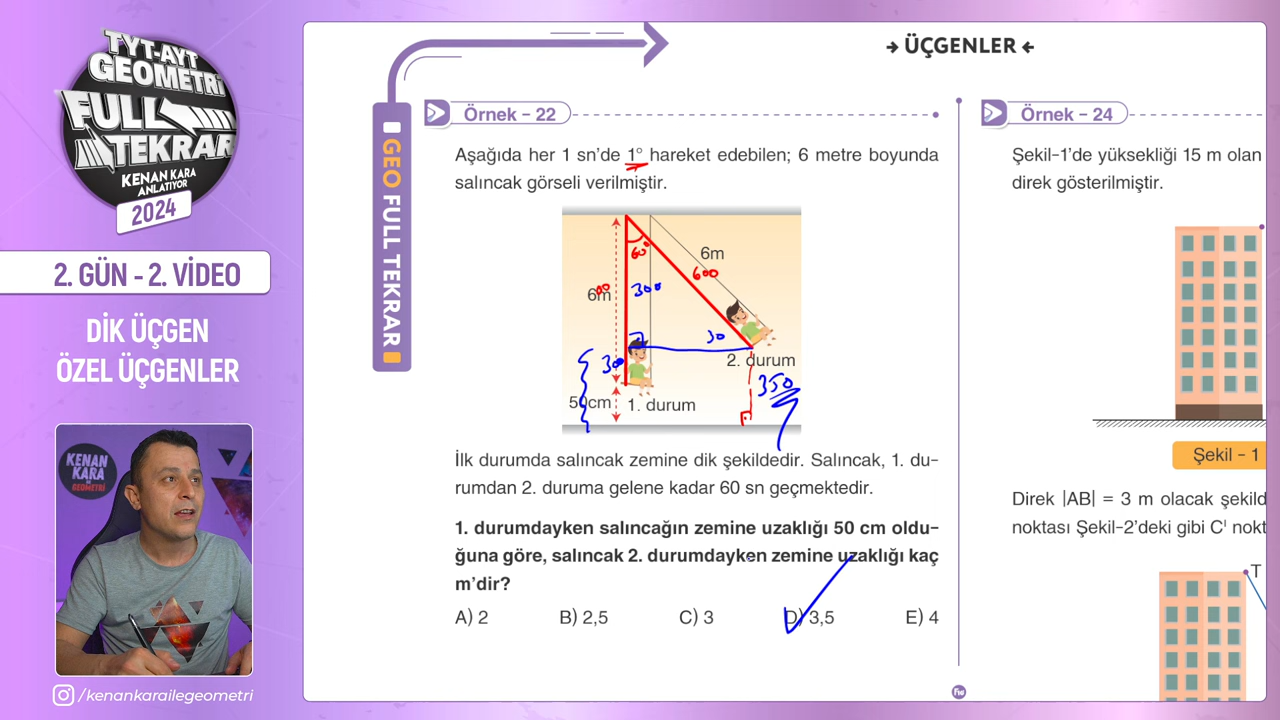 TYT-AYT
GEOMETRİ
FULL
TEKRAR
KENAN KARA
ANLATIYOR
2024
2. GÜN - 2. VİDEO
DİK ÜÇGEN
ÖZEL ÜÇGENLER
KENAN
KARA
GEOMETRİ
/kenankarailegeometri
GEO FULL TEKRAR
→ ÜÇGENLER ←
Örnek – 22
Aşağıda her 1 sn'de 1° hareket edebilen; 6 metre boyunda
salıncak görseli verilmiştir.
60°
6m
600
6m
00
300
30
300
2. durum
350
50cm
1. durum
İlk durumda salıncak zemine dik şekildedir. Salıncak, 1. du-
rumdan 2. duruma gelene kadar 60 sn geçmektedir.
1. durumdayken salıncağın zemine uzaklığı 50 cm oldu-
ğuna göre, salıncak 2. durumdayken zemine uzaklığı kaç
m'dir?
A) 2 B) 2,5 C) 3 D) 3,5 E) 4
Örnek – 24
Şekil-1'de yüksekliği 15 m olan
direk gösterilmiştir.
Şekil – 1
Direk |AB| = 3 m olacak şekild
noktası Şekil-2'deki gibi Cᴵ nokt
T